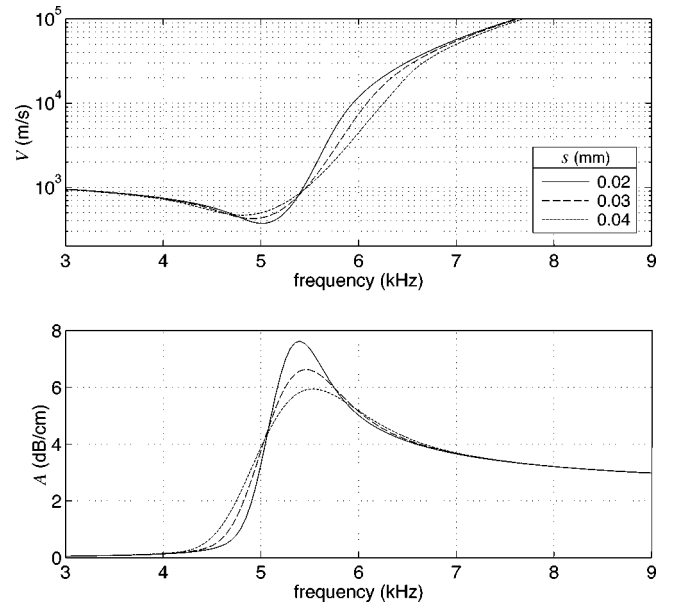 10^5
10^4
10^3
V (m/s)
s (mm)
0.02
0.03
0.04
3 4 5 6 7 8 9
frequency (kHz)
8
6
4
2
0
A (dB/cm)
3 4 5 6 7 8 9
frequency (kHz)